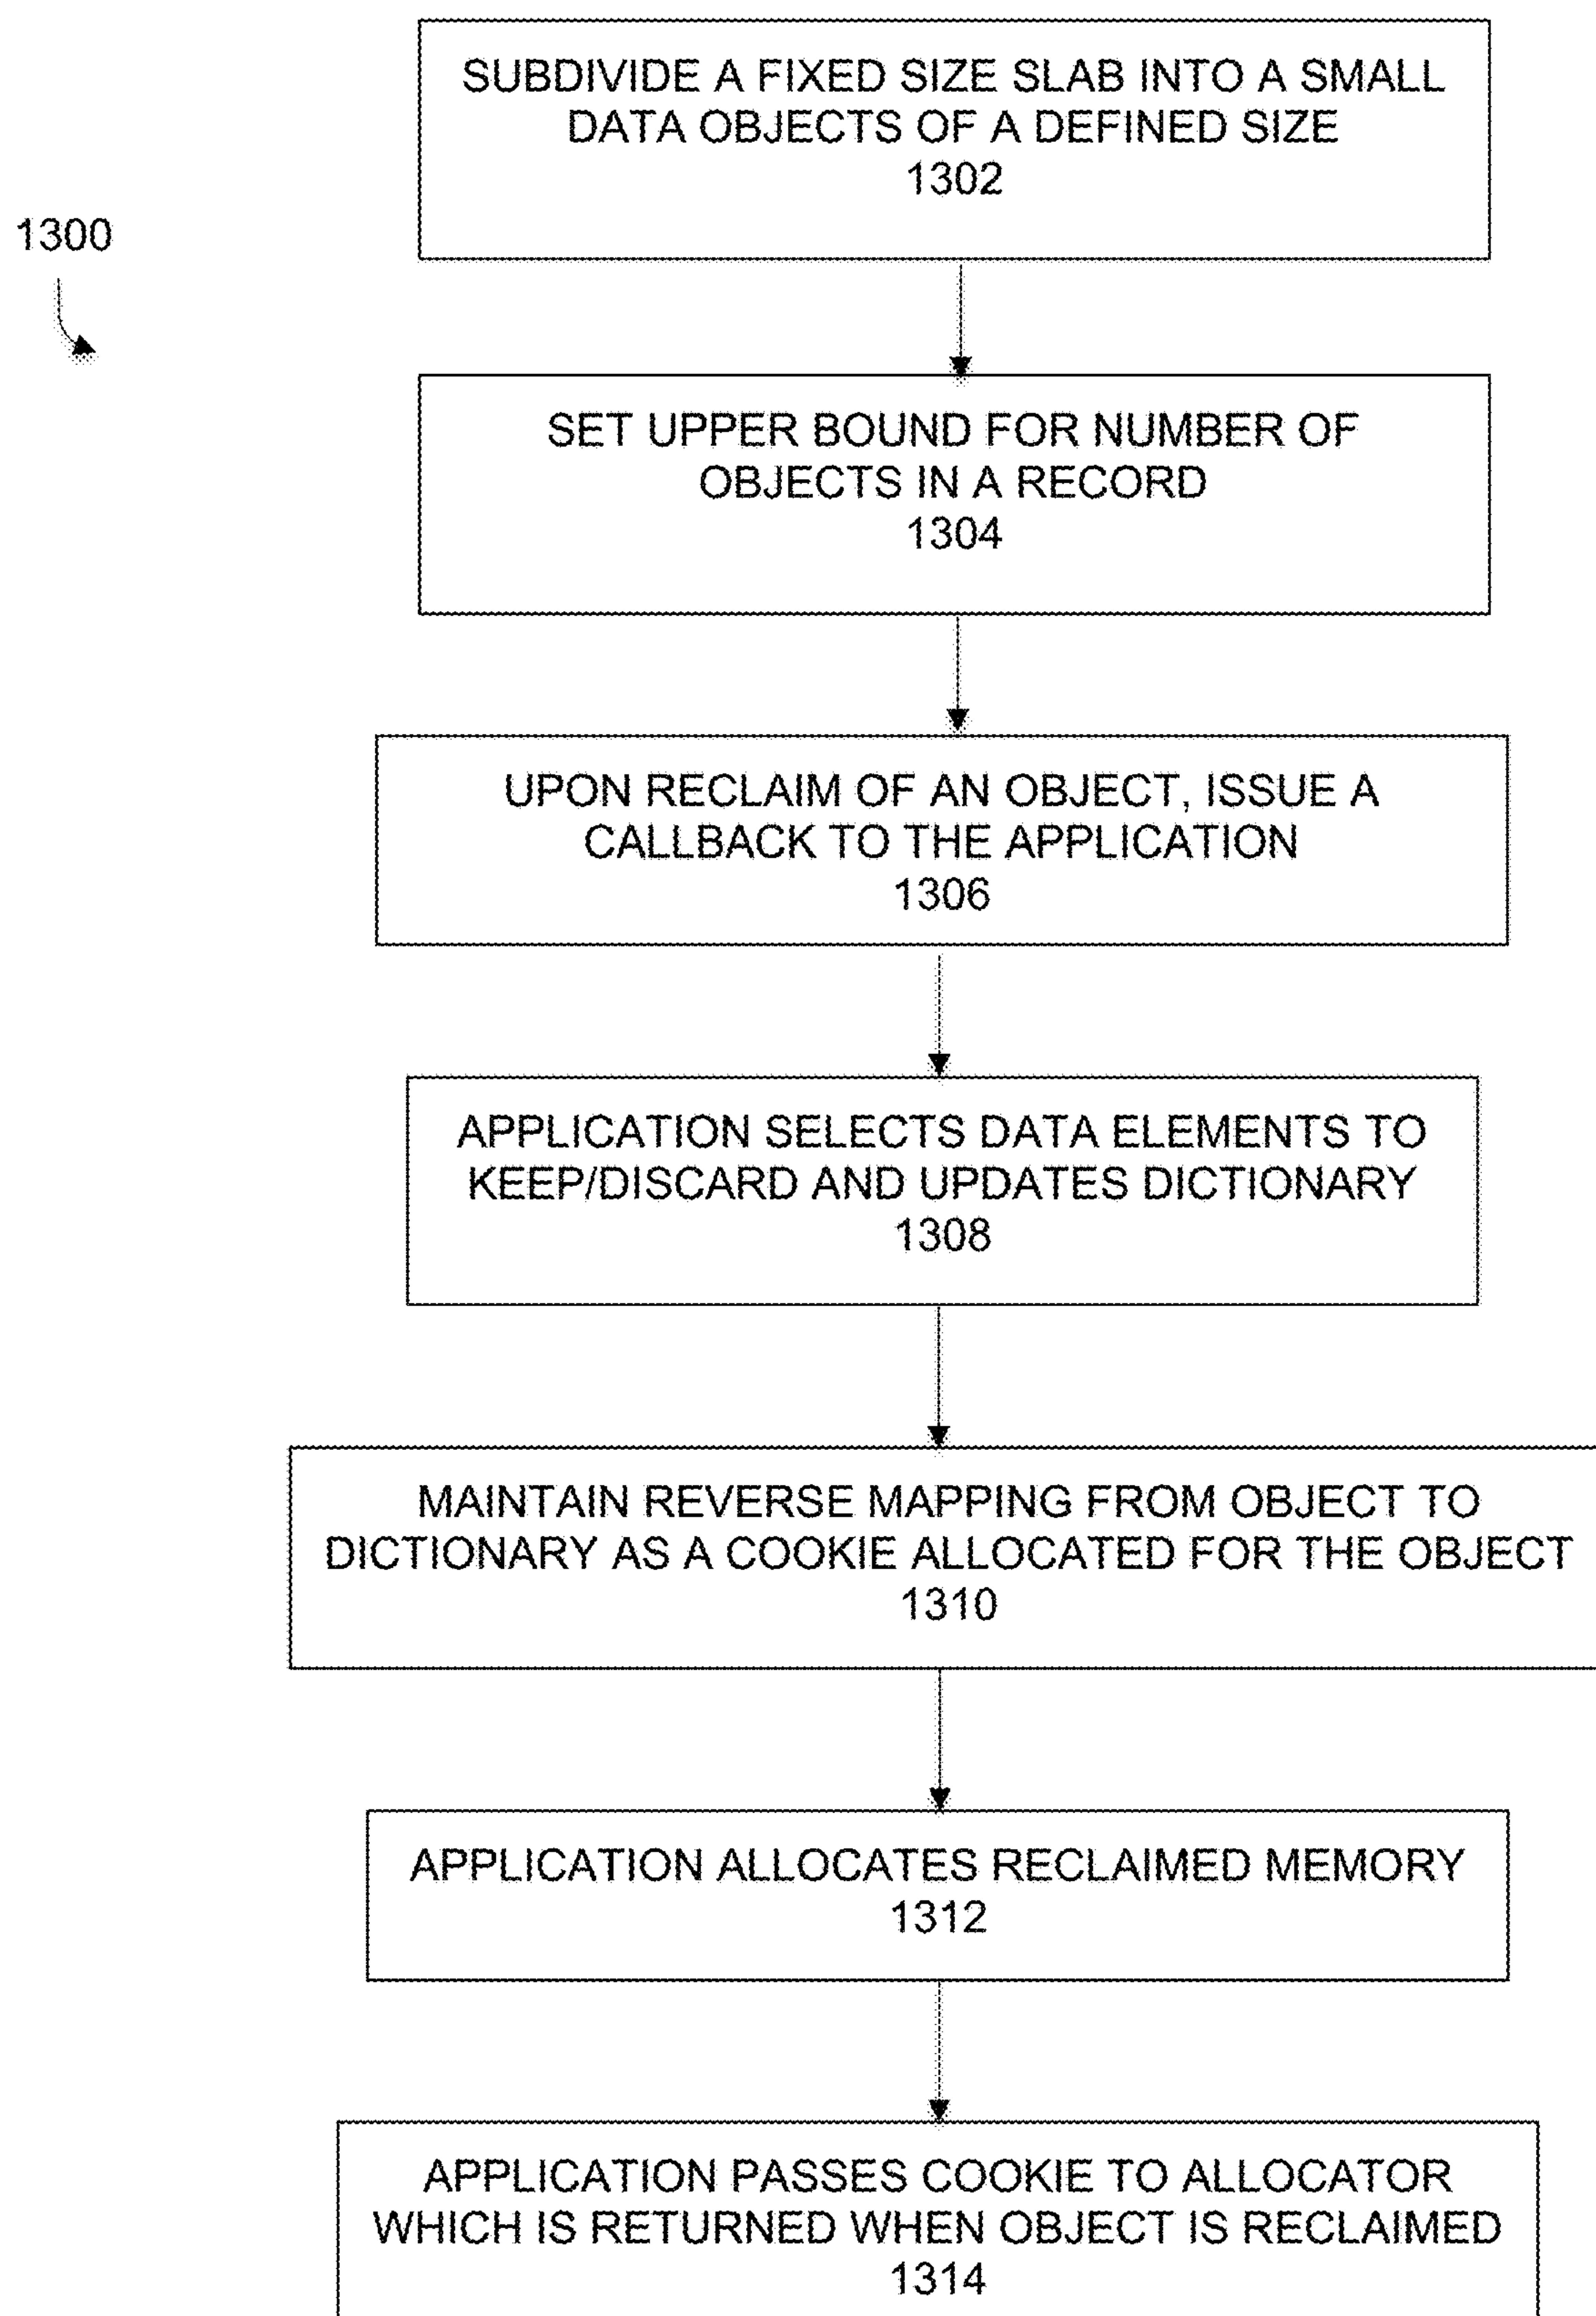 SUBDIVIDE A FIXED SIZE SLAB INTO A SMALL
DATA OBJECTS OF A DEFINED SIZE
1302
1300
SET UPPER BOUND FOR NUMBER OF
OBJECTS IN A RECORD
1304
UPON RECLAIM OF AN OBJECT, ISSUE A
CALLBACK TO THE APPLICATION
1306
APPLICATION SELECTS DATA ELEMENTS TO
KEEP/DISCARD AND UPDATES DICTIONARY
1308
MAINTAIN REVERSE MAPPING FROM OBJECT TO
DICTIONARY AS A COOKIE ALLOCATED FOR THE OBJECT
1310
APPLICATION ALLOCATES RECLAIMED MEMORY
1312
APPLICATION PASSES COOKIE TO ALLOCATOR
WHICH IS RETURNED WHEN OBJECT IS RECLAIMED
1314